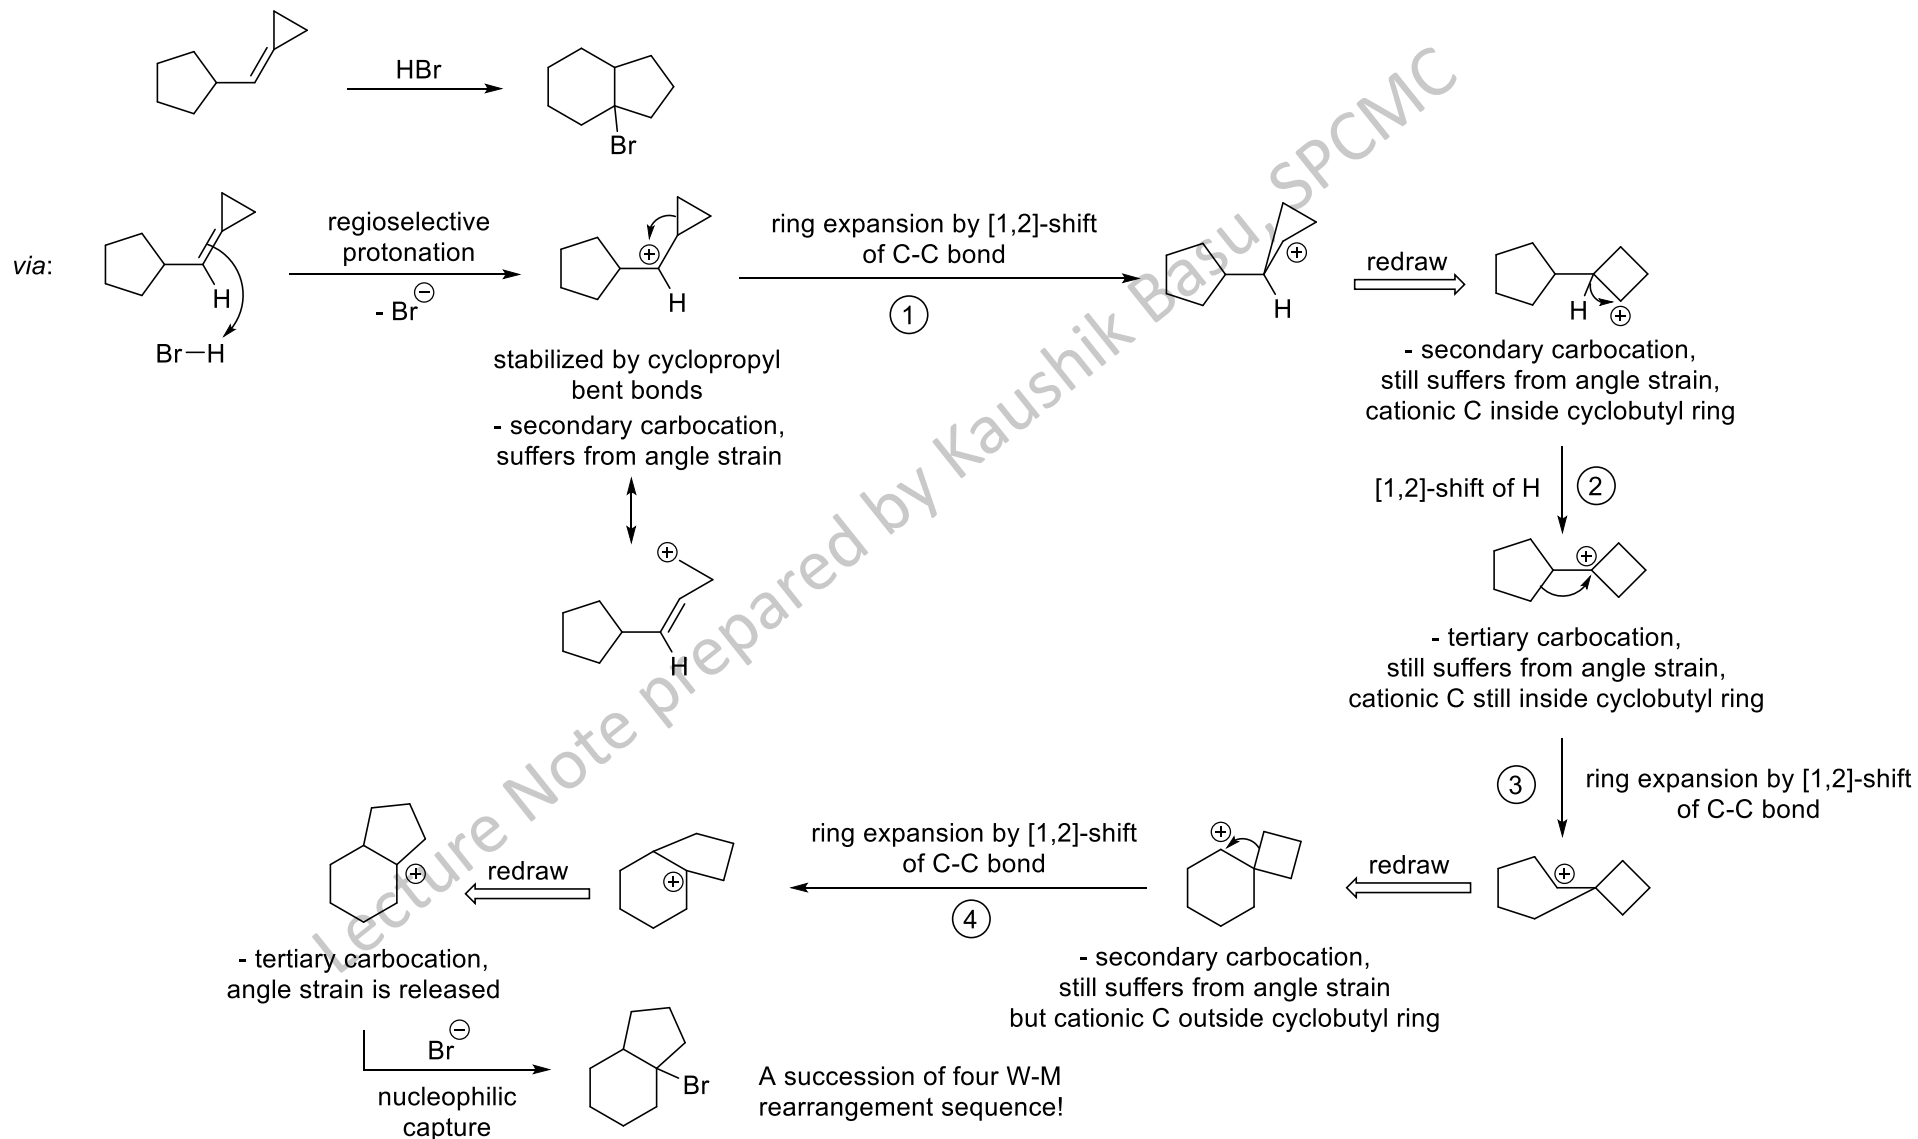 HBr
Br
via:
H
Br—H
regioselective
protonation
- Br⊖
⊕
H
stabilized by cyclopropyl
bent bonds
- secondary carbocation,
suffers from angle strain
⊕
H
ring expansion by [1,2]-shift
of C-C bond
1
⊕
H
redraw
H
⊕
- secondary carbocation,
still suffers from angle strain,
cationic C inside cyclobutyl ring
[1,2]-shift of H
2
⊕
- tertiary carbocation,
still suffers from angle strain,
cationic C still inside cyclobutyl ring
3
ring expansion by [1,2]-shift
of C-C bond
⊕
redraw
⊕
- secondary carbocation,
still suffers from angle strain
but cationic C outside cyclobutyl ring
ring expansion by [1,2]-shift
of C-C bond
4
⊕
redraw
⊕
- tertiary carbocation,
angle strain is released
Br⊖
nucleophilic
capture
Br
A succession of four W-M
rearrangement sequence!
Lecture Note prepared by Kaushik Basu, SPCMC